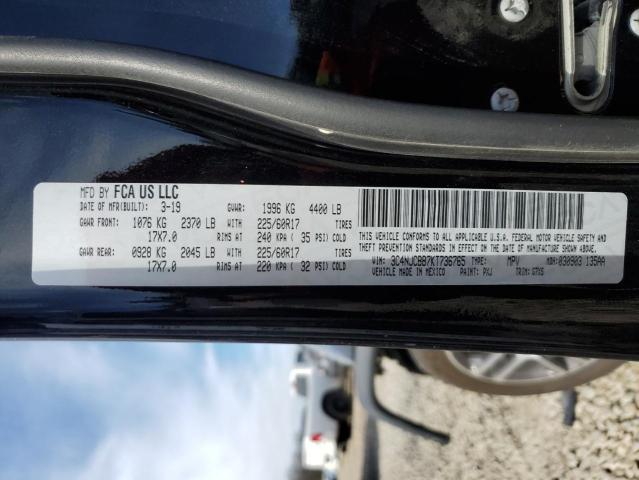 MFD BY FCA US LLC
DATE OF MFR(BUILT): 3-19 GVWR: 1996 KG 4400 LB
GAWR FRONT: 1076 KG 2370 LB WITH 225/60R17 TIRES
17X7.0 RIMS AT 240 KPA ( 35 PSI) COLD
GAWR REAR: 0928 KG 2045 LB WITH 225/60R17 TIRES
17X7.0 RIMS AT 220 KPA ( 32 PSI) COLD
THIS VEHICLE CONFORMS TO ALL APPLICABLE U.S.A. FEDERAL MOTOR VEHICLE SAFETY AND
THEFT PREVENTION STANDARDS IN EFFECT ON THE DATE OF MANUFACTURE SHOWN ABOVE.
VIN: 3C4NJCBB7KT736765 TYPE: MPV MDH: 030903 135AA
VEHICLE MADE IN MEXICO PAINT: PXJ TRIM: G7XS